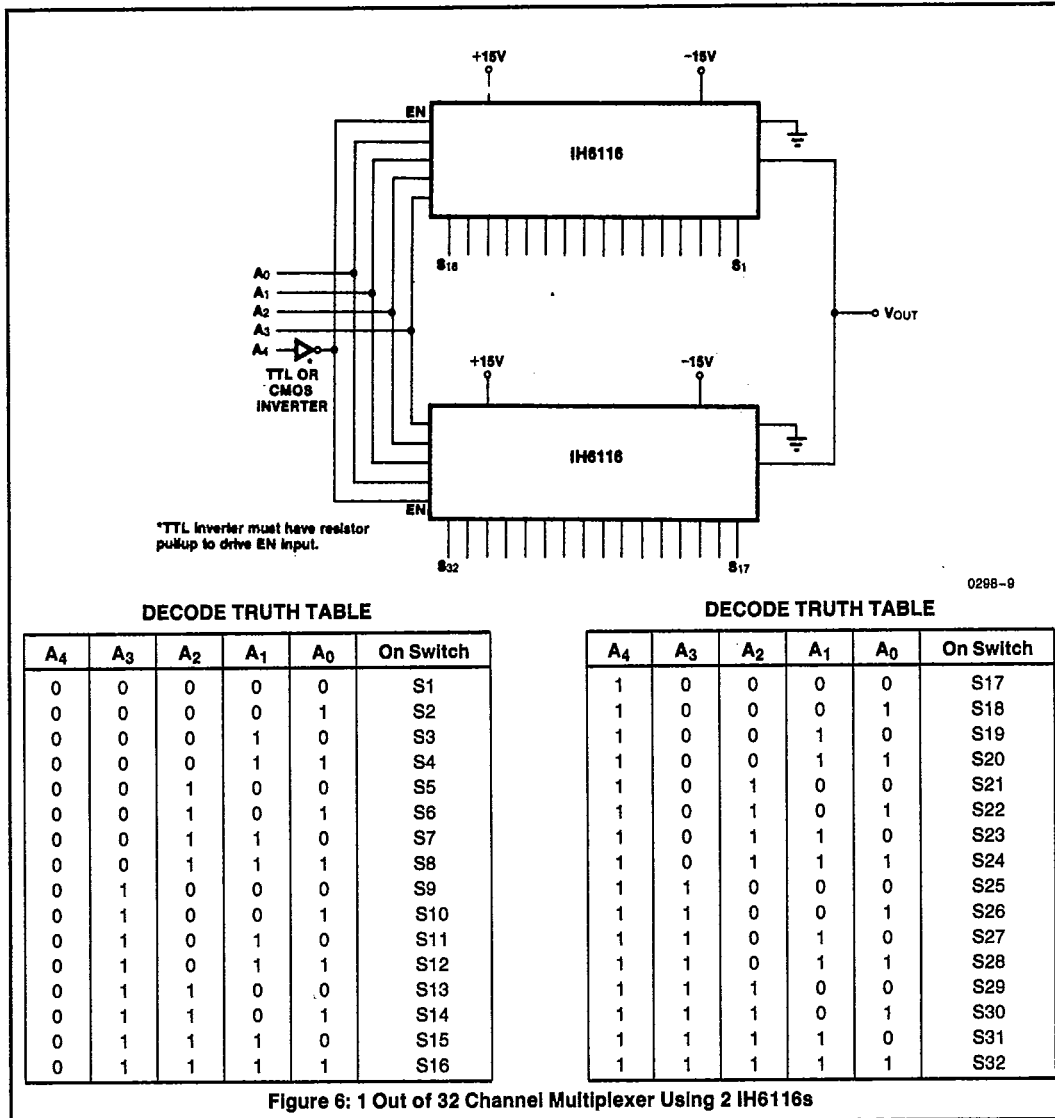 +15V
-15V
EN
IH6116
S16
S1
A0
A1
A2
A3
A4
*
TTL OR
CMOS
INVERTER
VOUT
+15V
-15V
IH6116
EN
*TTL inverter must have resistor
pullup to drive EN input.
S32
S17
0298-9
DECODE TRUTH TABLE
A4 A3 A2 A1 A0 On Switch
0 0 0 0 0 S1
0 0 0 0 1 S2
0 0 0 1 0 S3
0 0 0 1 1 S4
0 0 1 0 0 S5
0 0 1 0 1 S6
0 0 1 1 0 S7
0 0 1 1 1 S8
0 1 0 0 0 S9
0 1 0 0 1 S10
0 1 0 1 0 S11
0 1 0 1 1 S12
0 1 1 0 0 S13
0 1 1 0 1 S14
0 1 1 1 0 S15
0 1 1 1 1 S16
DECODE TRUTH TABLE
A4 A3 A2 A1 A0 On Switch
1 0 0 0 0 S17
1 0 0 0 1 S18
1 0 0 1 0 S19
1 0 0 1 1 S20
1 0 1 0 0 S21
1 0 1 0 1 S22
1 0 1 1 0 S23
1 0 1 1 1 S24
1 1 0 0 0 S25
1 1 0 0 1 S26
1 1 0 1 0 S27
1 1 0 1 1 S28
1 1 1 0 0 S29
1 1 1 0 1 S30
1 1 1 1 0 S31
1 1 1 1 1 S32
Figure 6: 1 Out of 32 Channel Multiplexer Using 2 IH6116s